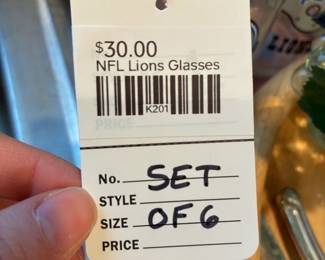 $30.00
NFL Lions Glasses
K201
PRICE
No. SET
STYLE
SIZE OF 6
PRICE